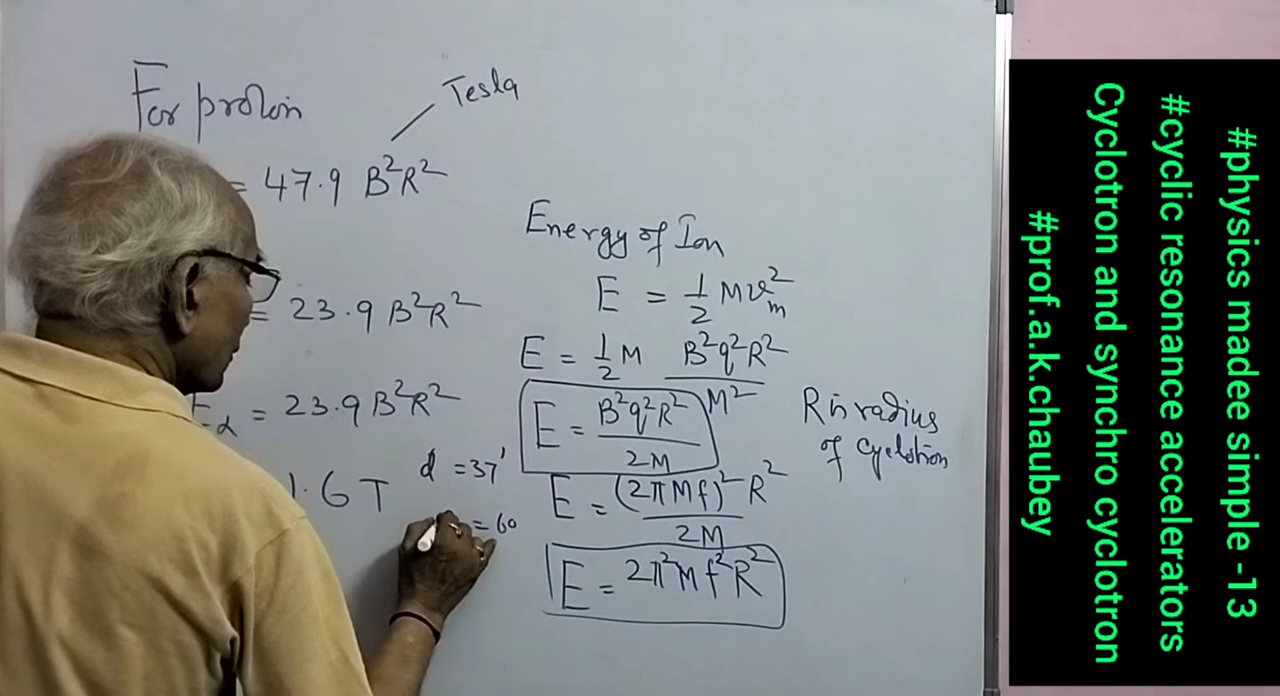 For proton
Tesla
= 47.9 B²R²
= 23.9 B²R²
Eα = 23.9 B²R²
1.6 T
d = 37'
= 60
Energy of Ion
E = 1/2 Mv²m
E = 1/2 M B²q²R² / M²
E = B²q²R² / 2M
R is radius
of cyclotron
E = (2πMf)² R² / 2M
E = 2π²Mf²R²
#physics madee simple -13
#cyclic resonance accelerators
Cyclotron and synchro cyclotron
#prof.a.k.chaubey